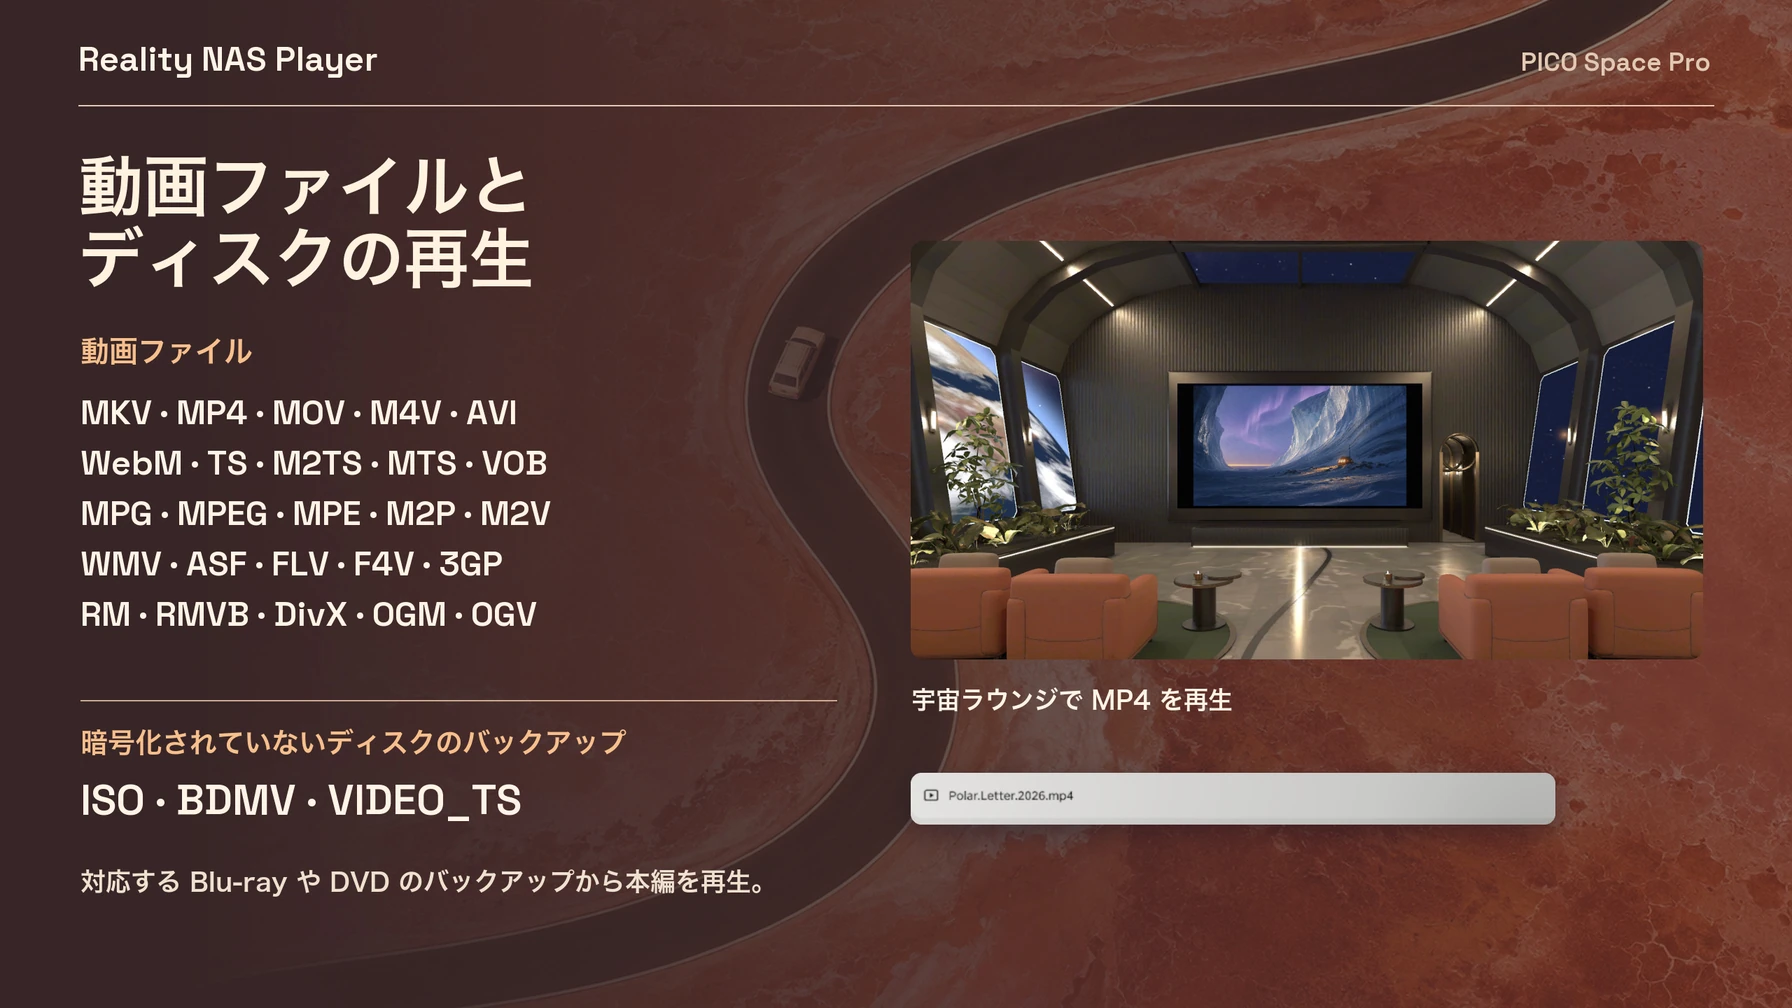 Reality NAS Player
PICO Space Pro
動画ファイルと
ディスクの再生
動画ファイル
MKV · MP4 · MOV · M4V · AVI
WebM · TS · M2TS · MTS · VOB
MPG · MPEG · MPE · M2P · M2V
WMV · ASF · FLV · F4V · 3GP
RM · RMVB · DivX · OGM · OGV
暗号化されていないディスクのバックアップ
ISO · BDMV · VIDEO_TS
対応する Blu-ray や DVD のバックアップから本編を再生。
宇宙ラウンジで MP4 を再生
Polar.Letter.2026.mp4